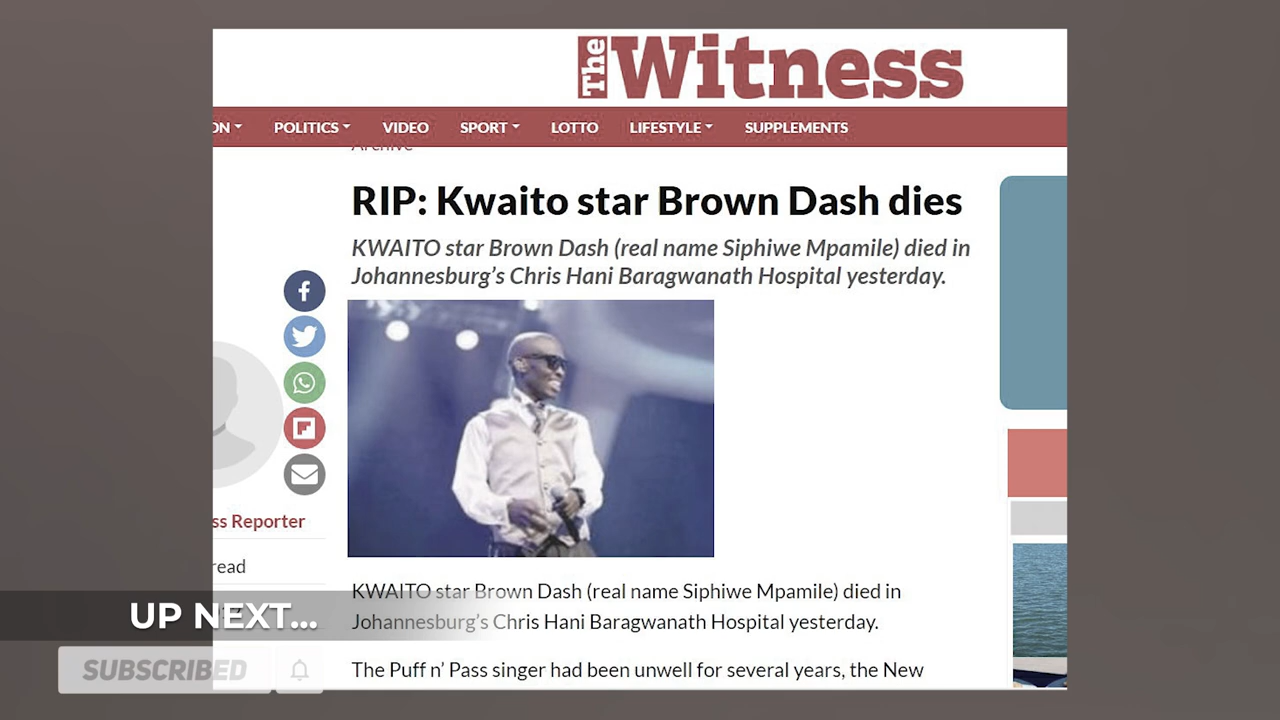 The Witness
ON POLITICS VIDEO SPORT LOTTO LIFESTYLE SUPPLEMENTS
Archive
RIP: Kwaito star Brown Dash dies
KWAITO star Brown Dash (real name Siphiwe Mpamile) died in
Johannesburg's Chris Hani Baragwanath Hospital yesterday.
ss Reporter
read
KWAITO star Brown Dash (real name Siphiwe Mpamile) died in
Johannesburg's Chris Hani Baragwanath Hospital yesterday.
The Puff n' Pass singer had been unwell for several years, the New
UP NEXT...
SUBSCRIBED